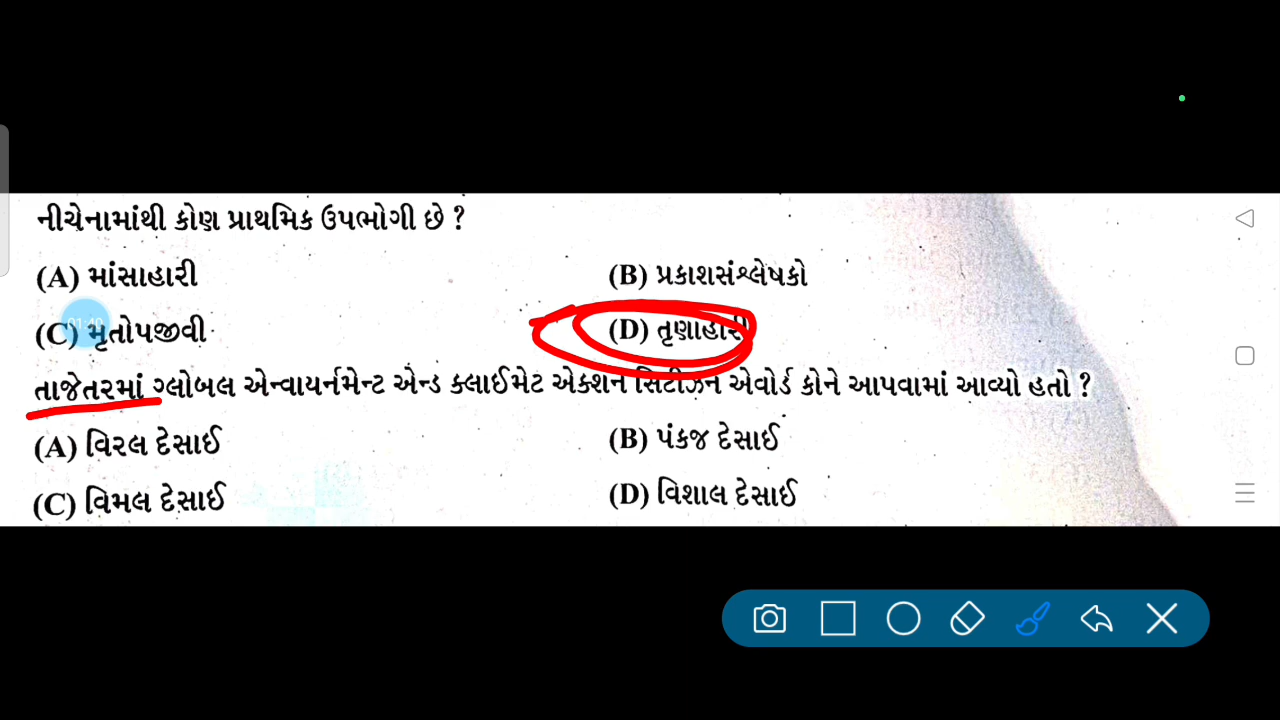 નીચેનામાંથી કોણ પ્રાથમિક ઉપભોગી છે ?
(A) માંસાહારી (B) પ્રકાશસંશ્લેષકો
(C) મૃતોપજીવી (D) તૃણાહારી
તાજેતરમાં ગ્લોબલ એન્વાયર્નમેન્ટ એન્ડ ક્લાઈમેટ એક્શન સિટીઝન એવોર્ડ કોને આપવામાં આવ્યો હતો ?
(A) વિરલ દેસાઈ (B) પંકજ દેસાઈ
(C) વિમલ દેસાઈ (D) વિશાલ દેસાઈ